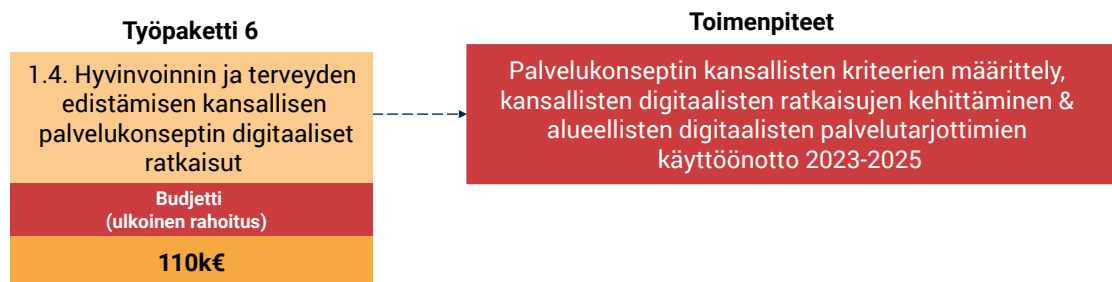 Työpaketti 6
1.4. Hyvinvoinnin ja terveyden
edistämisen kansallisen
palvelukonseptin digitaaliset
ratkaisut
Budjetti
(ulkoinen rahoitus)
110k€
Toimenpiteet
Palvelukonseptin kansallisten kriteerien määrittely,
kansallisten digitaalisten ratkaisujen kehittäminen &
alueellisten digitaalisten palvelutarjottimien
käyttöönotto 2023-2025